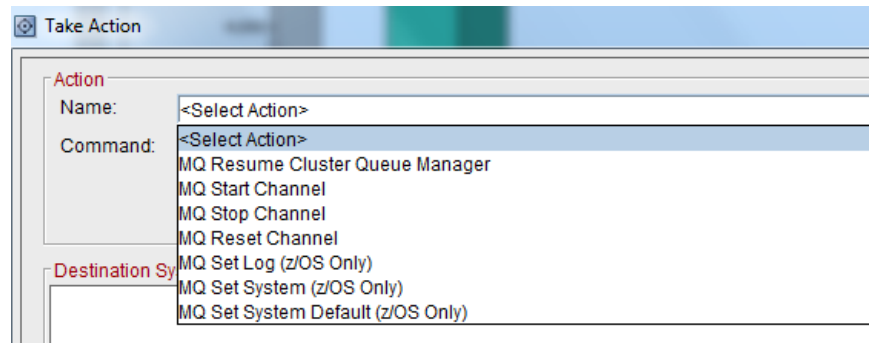 Take Action
Action
Name:
<Select Action>
Command:
<Select Action>
MQ Resume Cluster Queue Manager
MQ Start Channel
MQ Stop Channel
MQ Reset Channel
MQ Set Log (z/OS Only)
MQ Set System (z/OS Only)
MQ Set System Default (z/OS Only)
Destination Sy